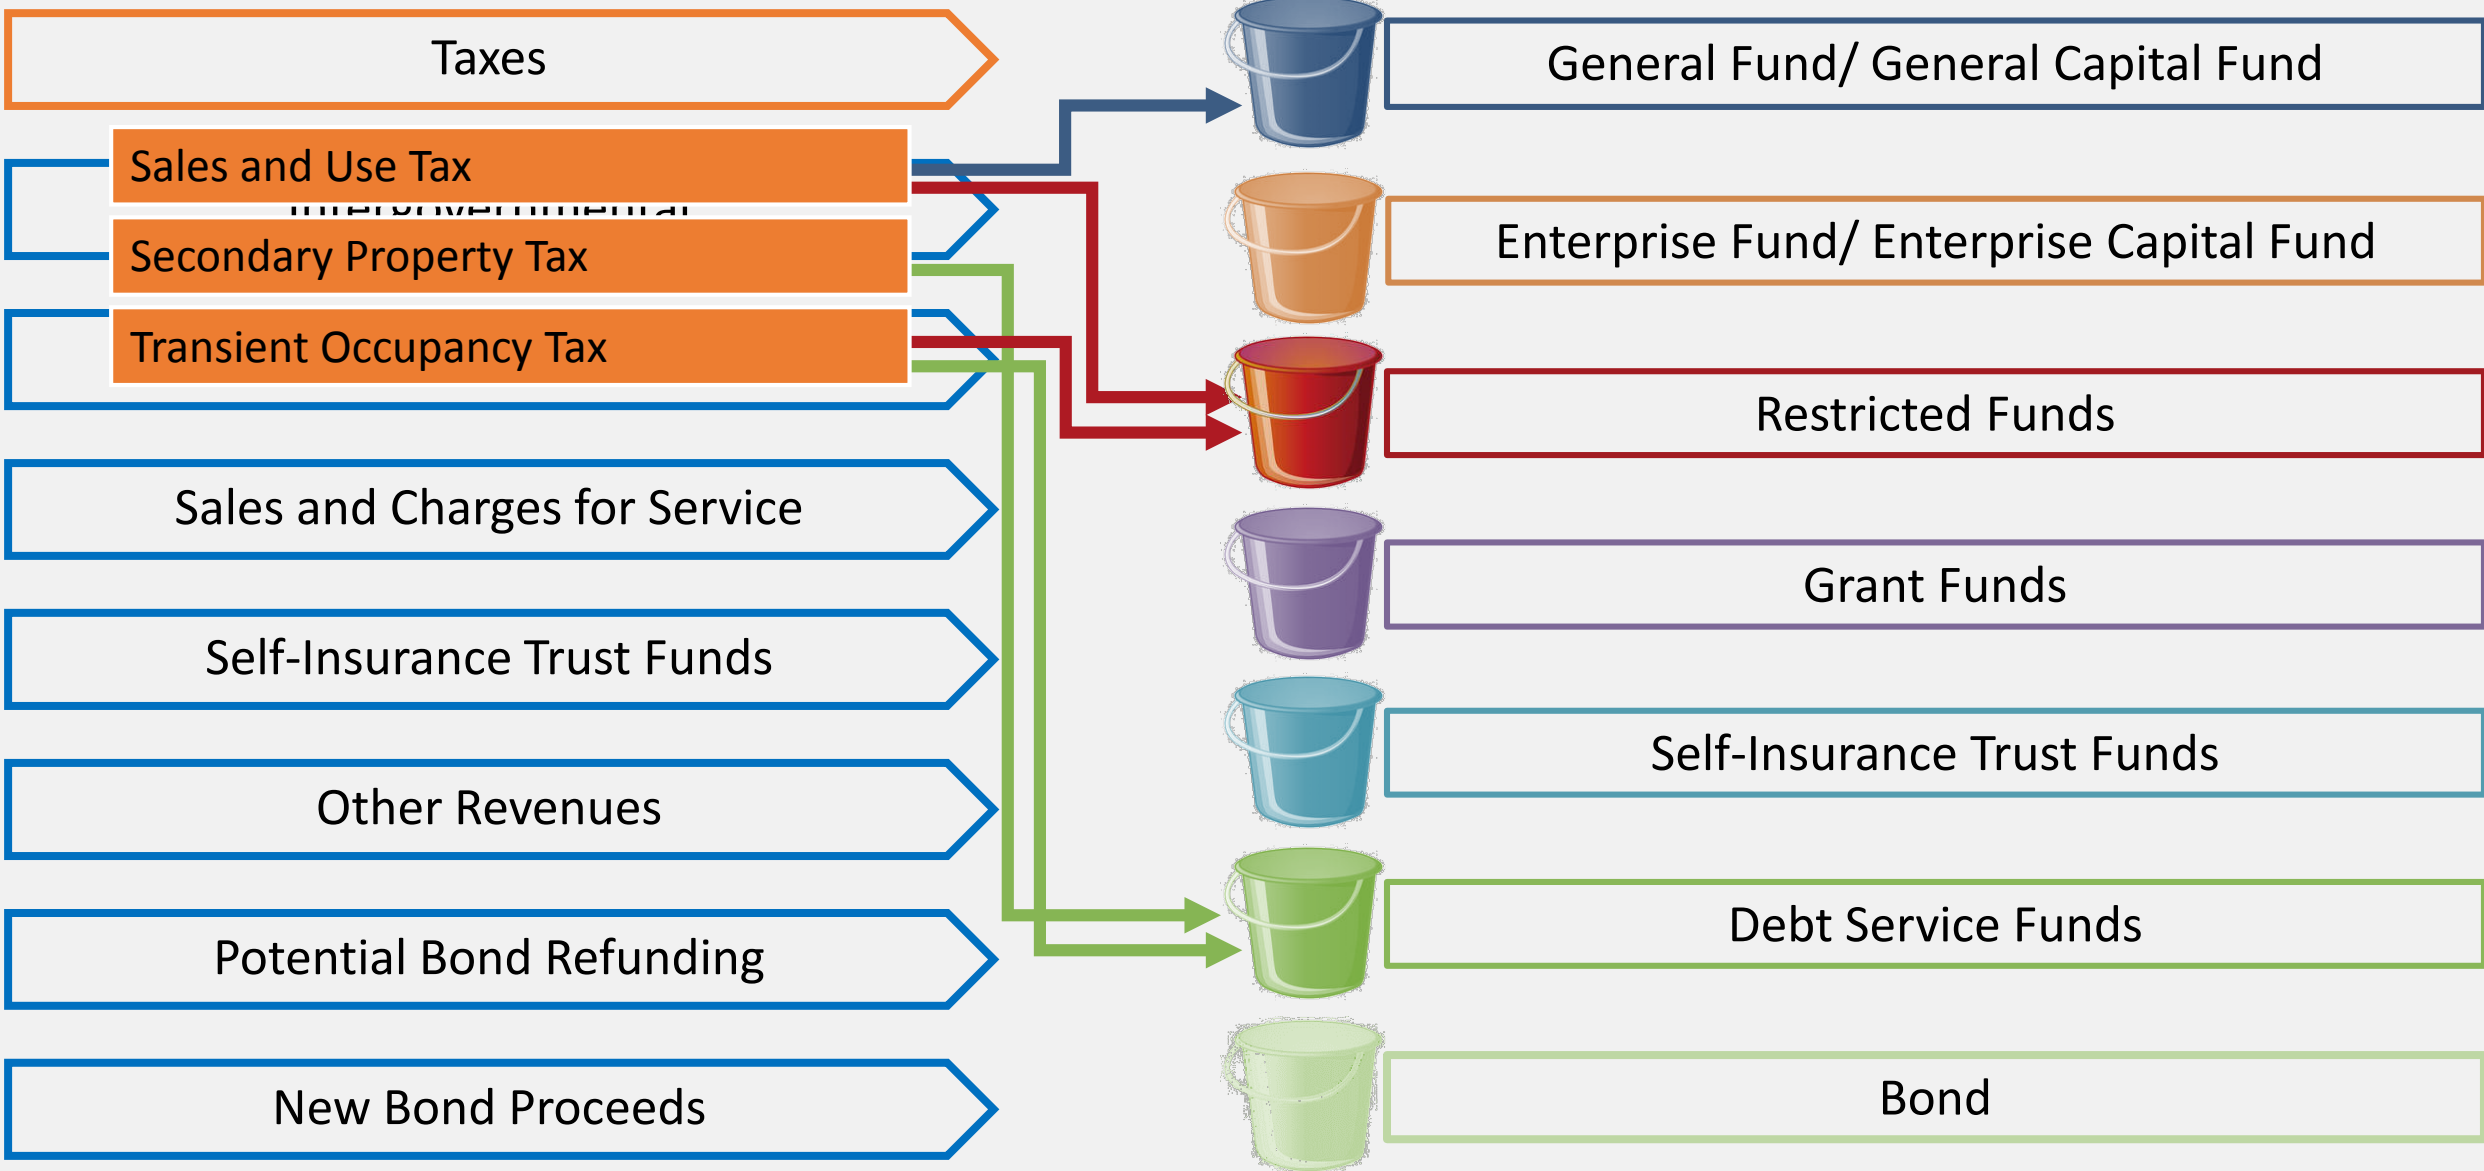 Taxes
Sales and Use Tax
Intergovernmental
Secondary Property Tax
Transient Occupancy Tax
Sales and Charges for Service
Self-Insurance Trust Funds
Other Revenues
Potential Bond Refunding
New Bond Proceeds
General Fund/ General Capital Fund
Enterprise Fund/ Enterprise Capital Fund
Restricted Funds
Grant Funds
Self-Insurance Trust Funds
Debt Service Funds
Bond